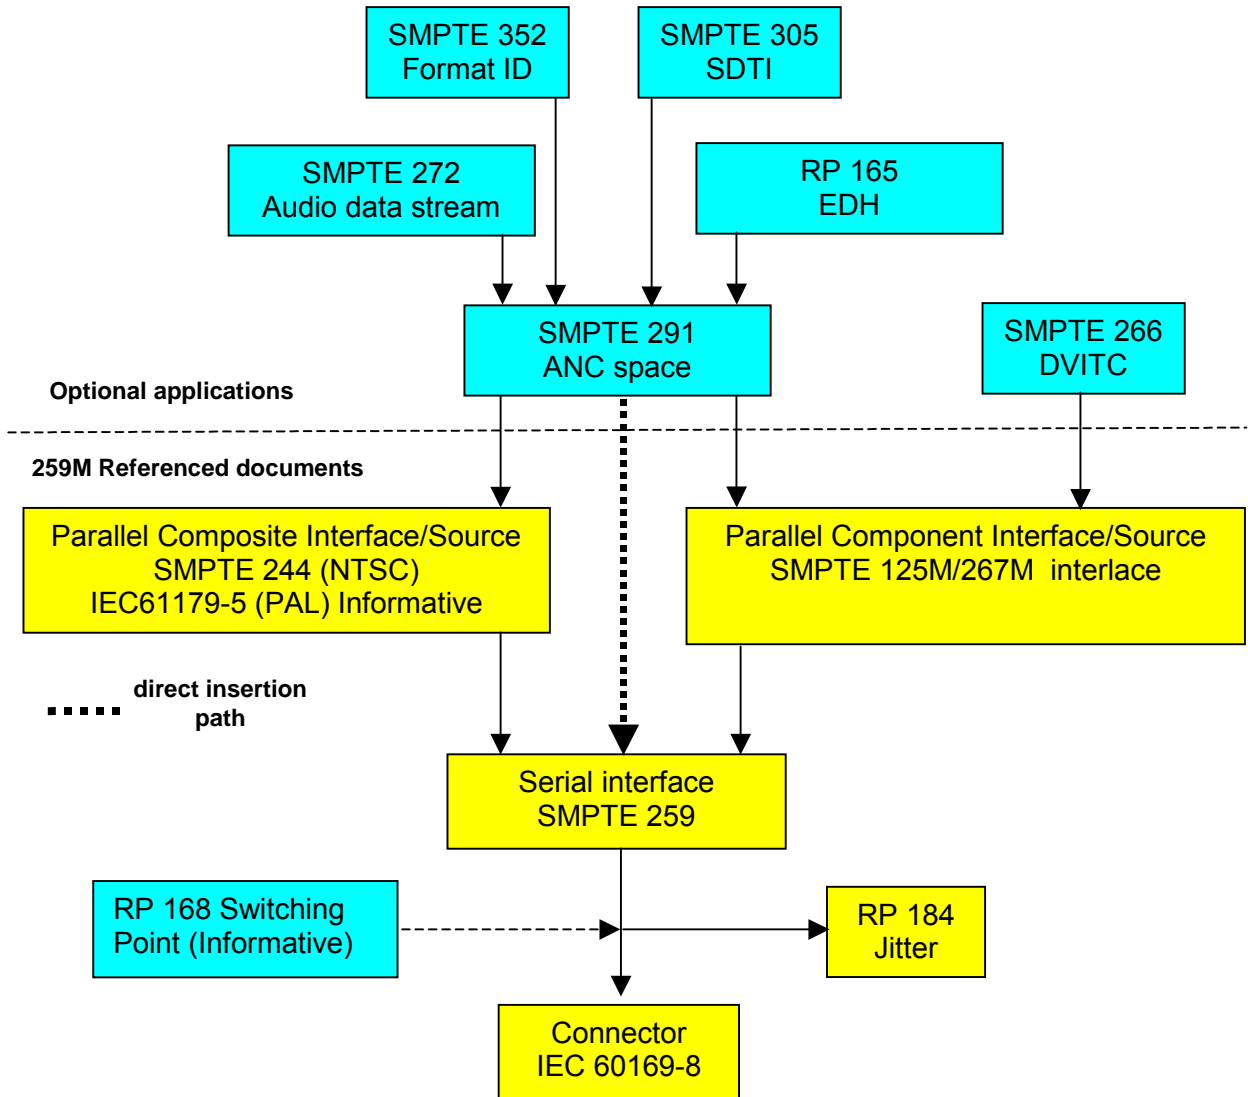 SMPTE 352
Format ID
SMPTE 305
SDTI
SMPTE 272
Audio data stream
RP 165
EDH
SMPTE 291
ANC space
SMPTE 266
DVITC
Optional applications
259M Referenced documents
Parallel Composite Interface/Source
SMPTE 244 (NTSC)
IEC61179-5 (PAL) Informative
Parallel Component Interface/Source
SMPTE 125M/267M interlace
direct insertion
path
Serial interface
SMPTE 259
RP 168 Switching
Point (Informative)
RP 184
Jitter
Connector
IEC 60169-8